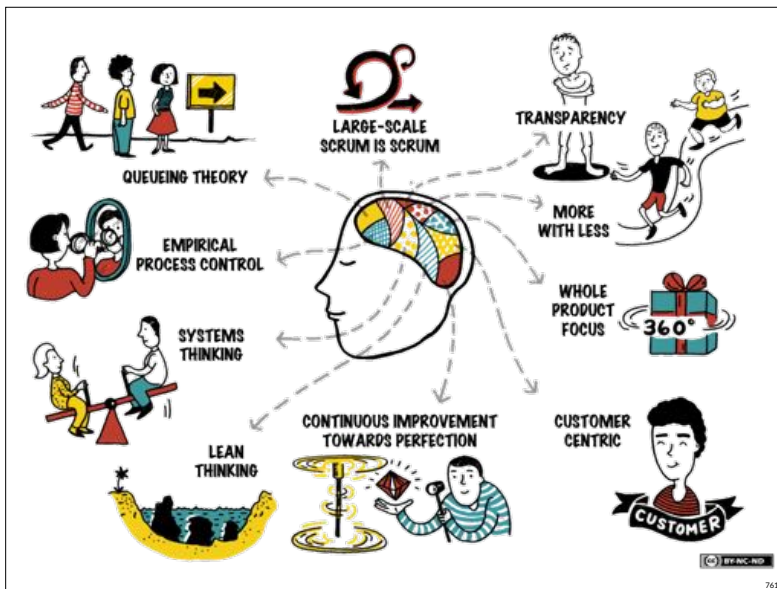 LARGE-SCALE
SCRUM IS SCRUM
TRANSPARENCY
QUEUEING THEORY
MORE
WITH LESS
EMPIRICAL
PROCESS CONTROL
WHOLE
PRODUCT
FOCUS
360°
SYSTEMS
THINKING
CONTINUOUS IMPROVEMENT
TOWARDS PERFECTION
CUSTOMER
CENTRIC
LEAN
THINKING
CUSTOMER
cc BY-NC-ND
761